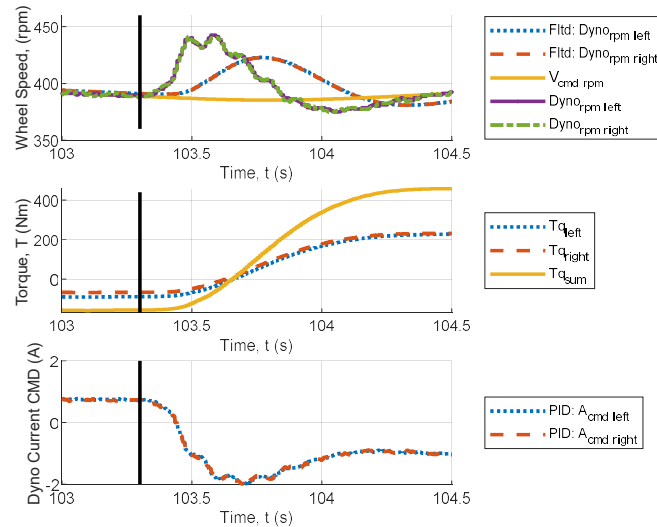 450
400
350
Wheel Speed, (rpm)
103
103.5
104
104.5
Time, t (s)
Fltd: Dyno rpm left
Fltd: Dyno rpm right
V cmd rpm
Dyno rpm left
Dyno rpm right
400
200
0
Torque, T (Nm)
103
103.5
104
104.5
Time, t (s)
Tq left
Tq right
Tq sum
2
0
-2
Dyno Current CMD (A)
103
103.5
104
104.5
Time, t (s)
PID: A cmd left
PID: A cmd right